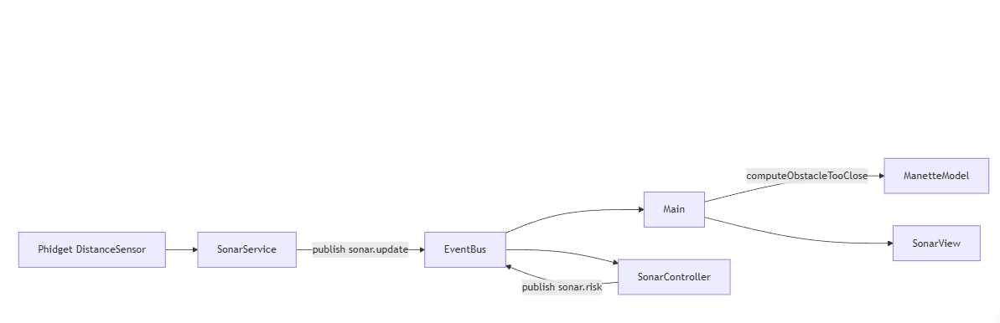 computeObstacleTooClose
ManetteModel
Main
Phidget DistanceSensor
SonarService
publish sonar.update
EventBus
SonarView
SonarController
publish sonar.risk